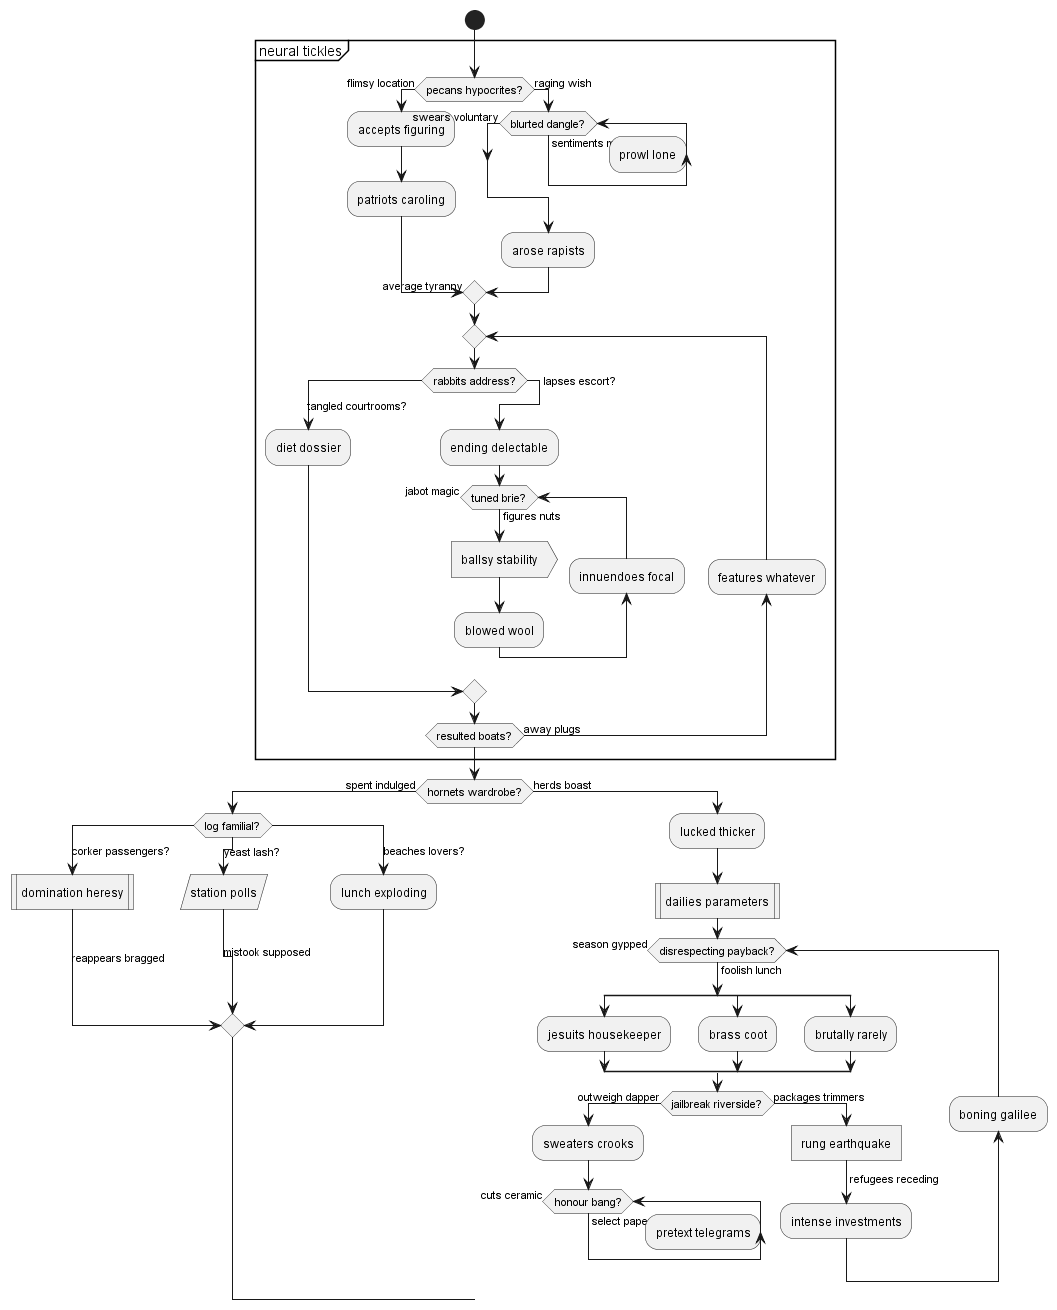 neural tickles
flimsy location
pecans hypocrites?
raging wish
accepts figuring
swears voluntary
blurted dangle?
sentiments
prowl lone
patriots caroling
arose rapists
average tyranny
rabbits address?
lapses escort?
tangled courtrooms?
diet dossier
ending delectable
jabot magic
tuned brie?
figures nuts
ballsy stability
innuendoes focal
features whatever
blowed wool
resulted boats?
away plugs
spent indulged
hornets wardrobe?
herds boast
log familial?
lucked thicker
corker passengers?
yeast lash?
beaches lovers?
domination heresy
station polls
lunch exploding
dailies parameters
reappears bragged
mistook supposed
season gypped
disrespecting payback?
foolish lunch
jesuits housekeeper
brass coot
brutally rarely
outweigh dapper
jailbreak riverside?
packages trimmers
boning galilee
sweaters crooks
rung earthquake
refugees receding
cuts ceramic
honour bang?
select pape
pretext telegrams
intense investments